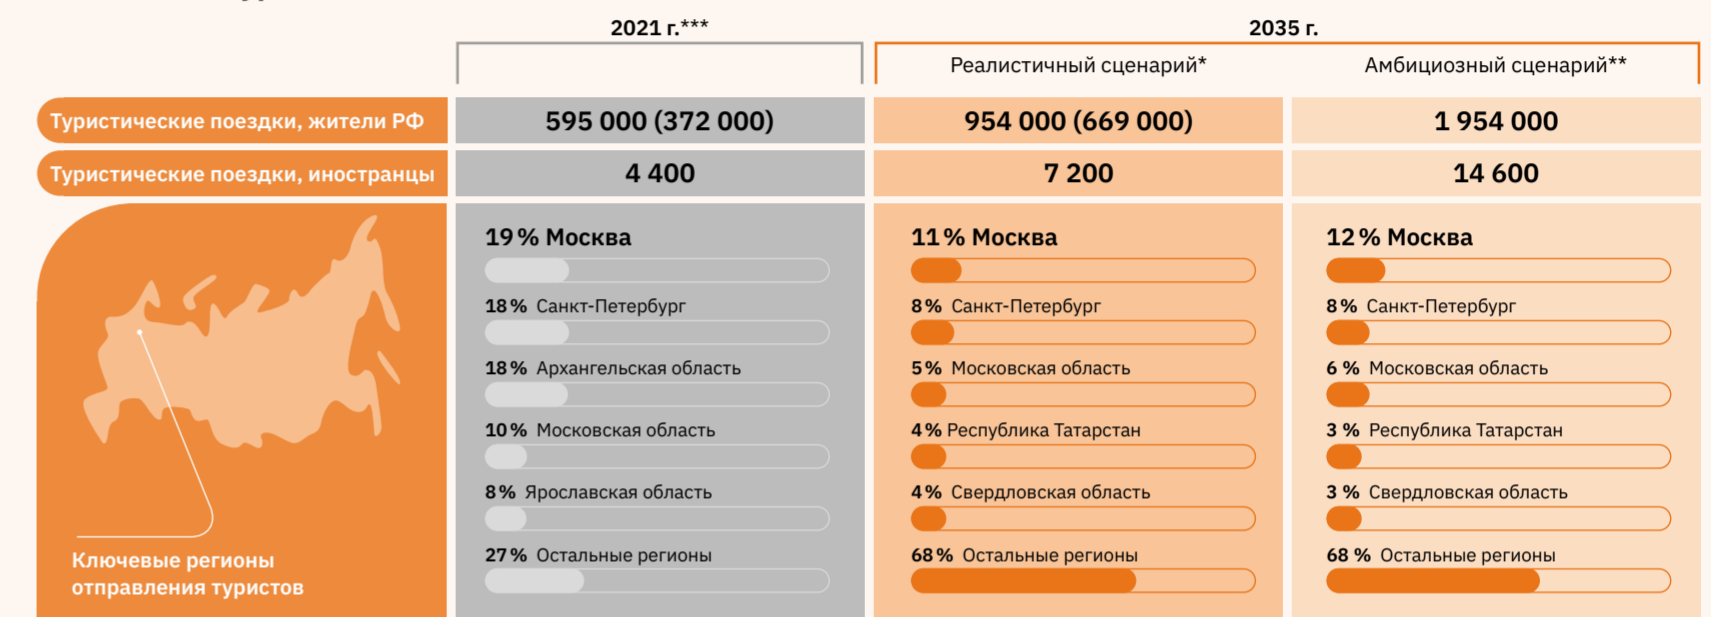 2021 г.***
2035 г.
Реалистичный сценарий*
Амбициозный сценарий**
Туристические поездки, жители РФ
595 000 (372 000)
954 000 (669 000)
1 954 000
Туристические поездки, иностранцы
4 400
7 200
14 600
Ключевые регионы
отправления туристов
19 % Москва
18 % Санкт-Петербург
18 % Архангельская область
10 % Московская область
8 % Ярославская область
27 % Остальные регионы
11 % Москва
8 % Санкт-Петербург
5 % Московская область
4 % Республика Татарстан
4 % Свердловская область
68 % Остальные регионы
12 % Москва
8 % Санкт-Петербург
6 % Московская область
3 % Республика Татарстан
3 % Свердловская область
68 % Остальные регионы